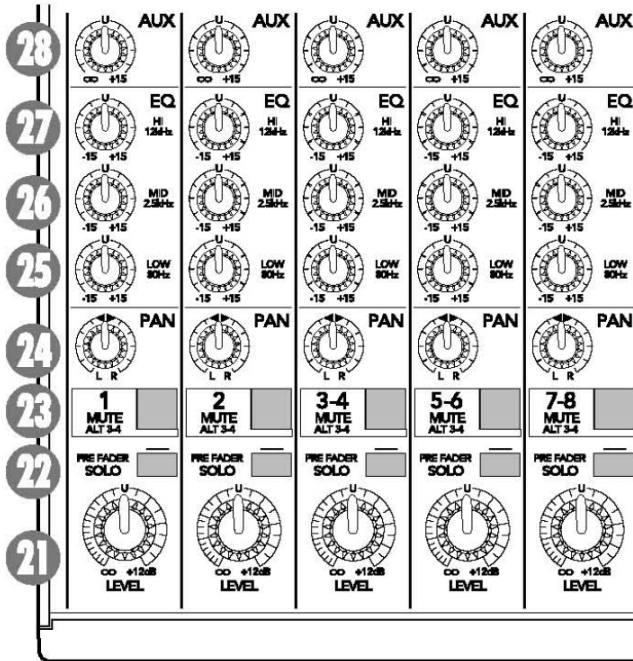 28 AUX AUX AUX AUX AUX
U U U U U
∞ +15 ∞ +15 ∞ +15 ∞ +15 ∞ +15
27 U EQ U EQ U EQ U EQ U EQ
HI HI HI HI HI
12kHz 12kHz 12kHz 12kHz 12kHz
-15 +15 -15 +15 -15 +15 -15 +15 -15 +15
26 U MID U MID U MID U MID U MID
2.5kHz 2.5kHz 2.5kHz 2.5kHz 2.5kHz
-15 +15 -15 +15 -15 +15 -15 +15 -15 +15
25 U LOW U LOW U LOW U LOW U LOW
80Hz 80Hz 80Hz 80Hz 80Hz
-15 +15 -15 +15 -15 +15 -15 +15 -15 +15
24 PAN PAN PAN PAN PAN
L R L R L R L R L R
23 1 2 3-4 5-6 7-8
MUTE MUTE MUTE MUTE MUTE
ALT 3-4 ALT 3-4 ALT 3-4 ALT 3-4 ALT 3-4
22 PRE FADER PRE FADER PRE FADER PRE FADER PRE FADER
SOLO SOLO SOLO SOLO SOLO
U U U U U
21 ∞ +12dB ∞ +12dB ∞ +12dB ∞ +12dB ∞ +12dB
LEVEL LEVEL LEVEL LEVEL LEVEL